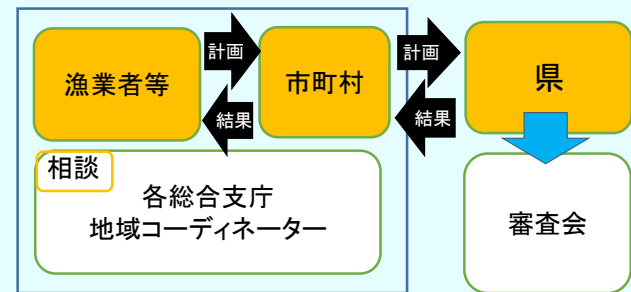 漁業者等
計画
結果
市町村
計画
結果
県
相談
各総合支庁
地域コーディネーター
審査会